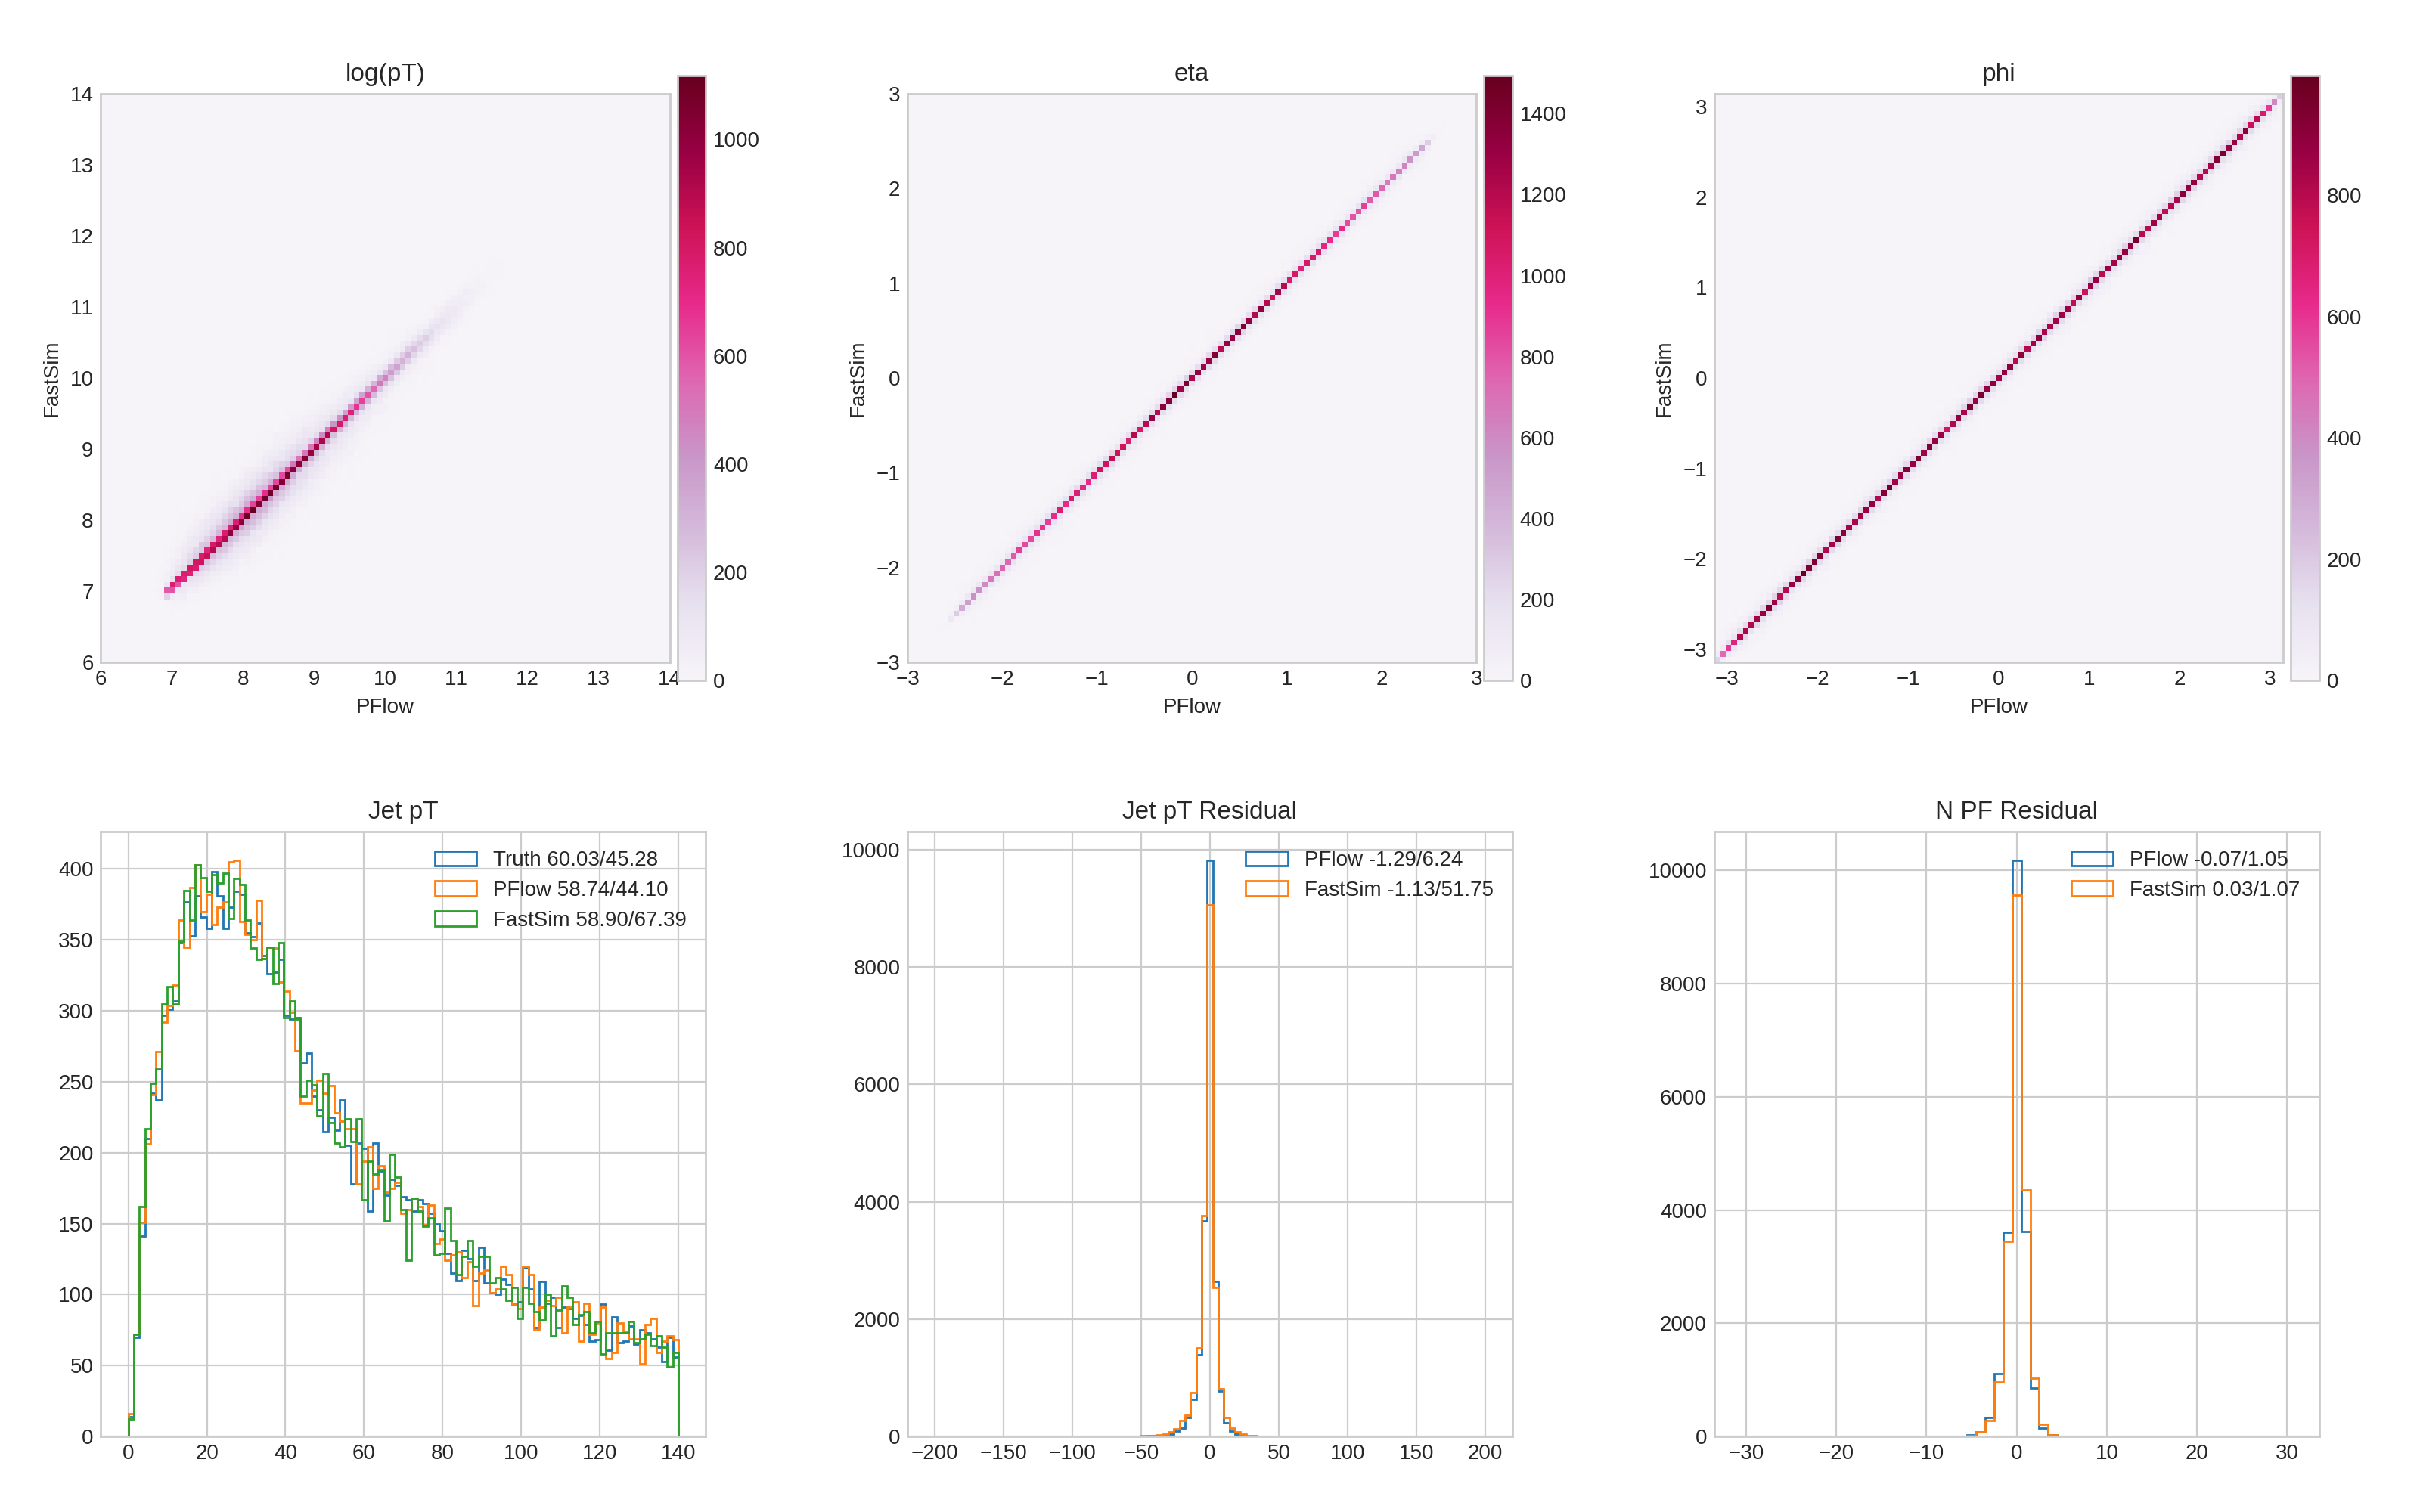 log(pT)
14
13
12
11
10
9
8
7
6
6 7 8 9 10 11 12 13 14
FastSim
PFlow
1000
800
600
400
200
0
eta
3
2
1
0
−1
−2
−3
−3 −2 −1 0 1 2 3
FastSim
PFlow
1400
1200
1000
800
600
400
200
0
phi
3
2
1
0
−1
−2
−3
−3 −2 −1 0 1 2 3
FastSim
PFlow
800
600
400
200
0
Jet pT
Truth 60.03/45.28
PFlow 58.74/44.10
FastSim 58.90/67.39
400
350
300
250
200
150
100
50
0
0 20 40 60 80 100 120 140
Jet pT Residual
PFlow -1.29/6.24
FastSim -1.13/51.75
10000
8000
6000
4000
2000
0
−200 −150 −100 −50 0 50 100 150 200
N PF Residual
PFlow -0.07/1.05
FastSim 0.03/1.07
10000
8000
6000
4000
2000
0
−30 −20 −10 0 10 20 30